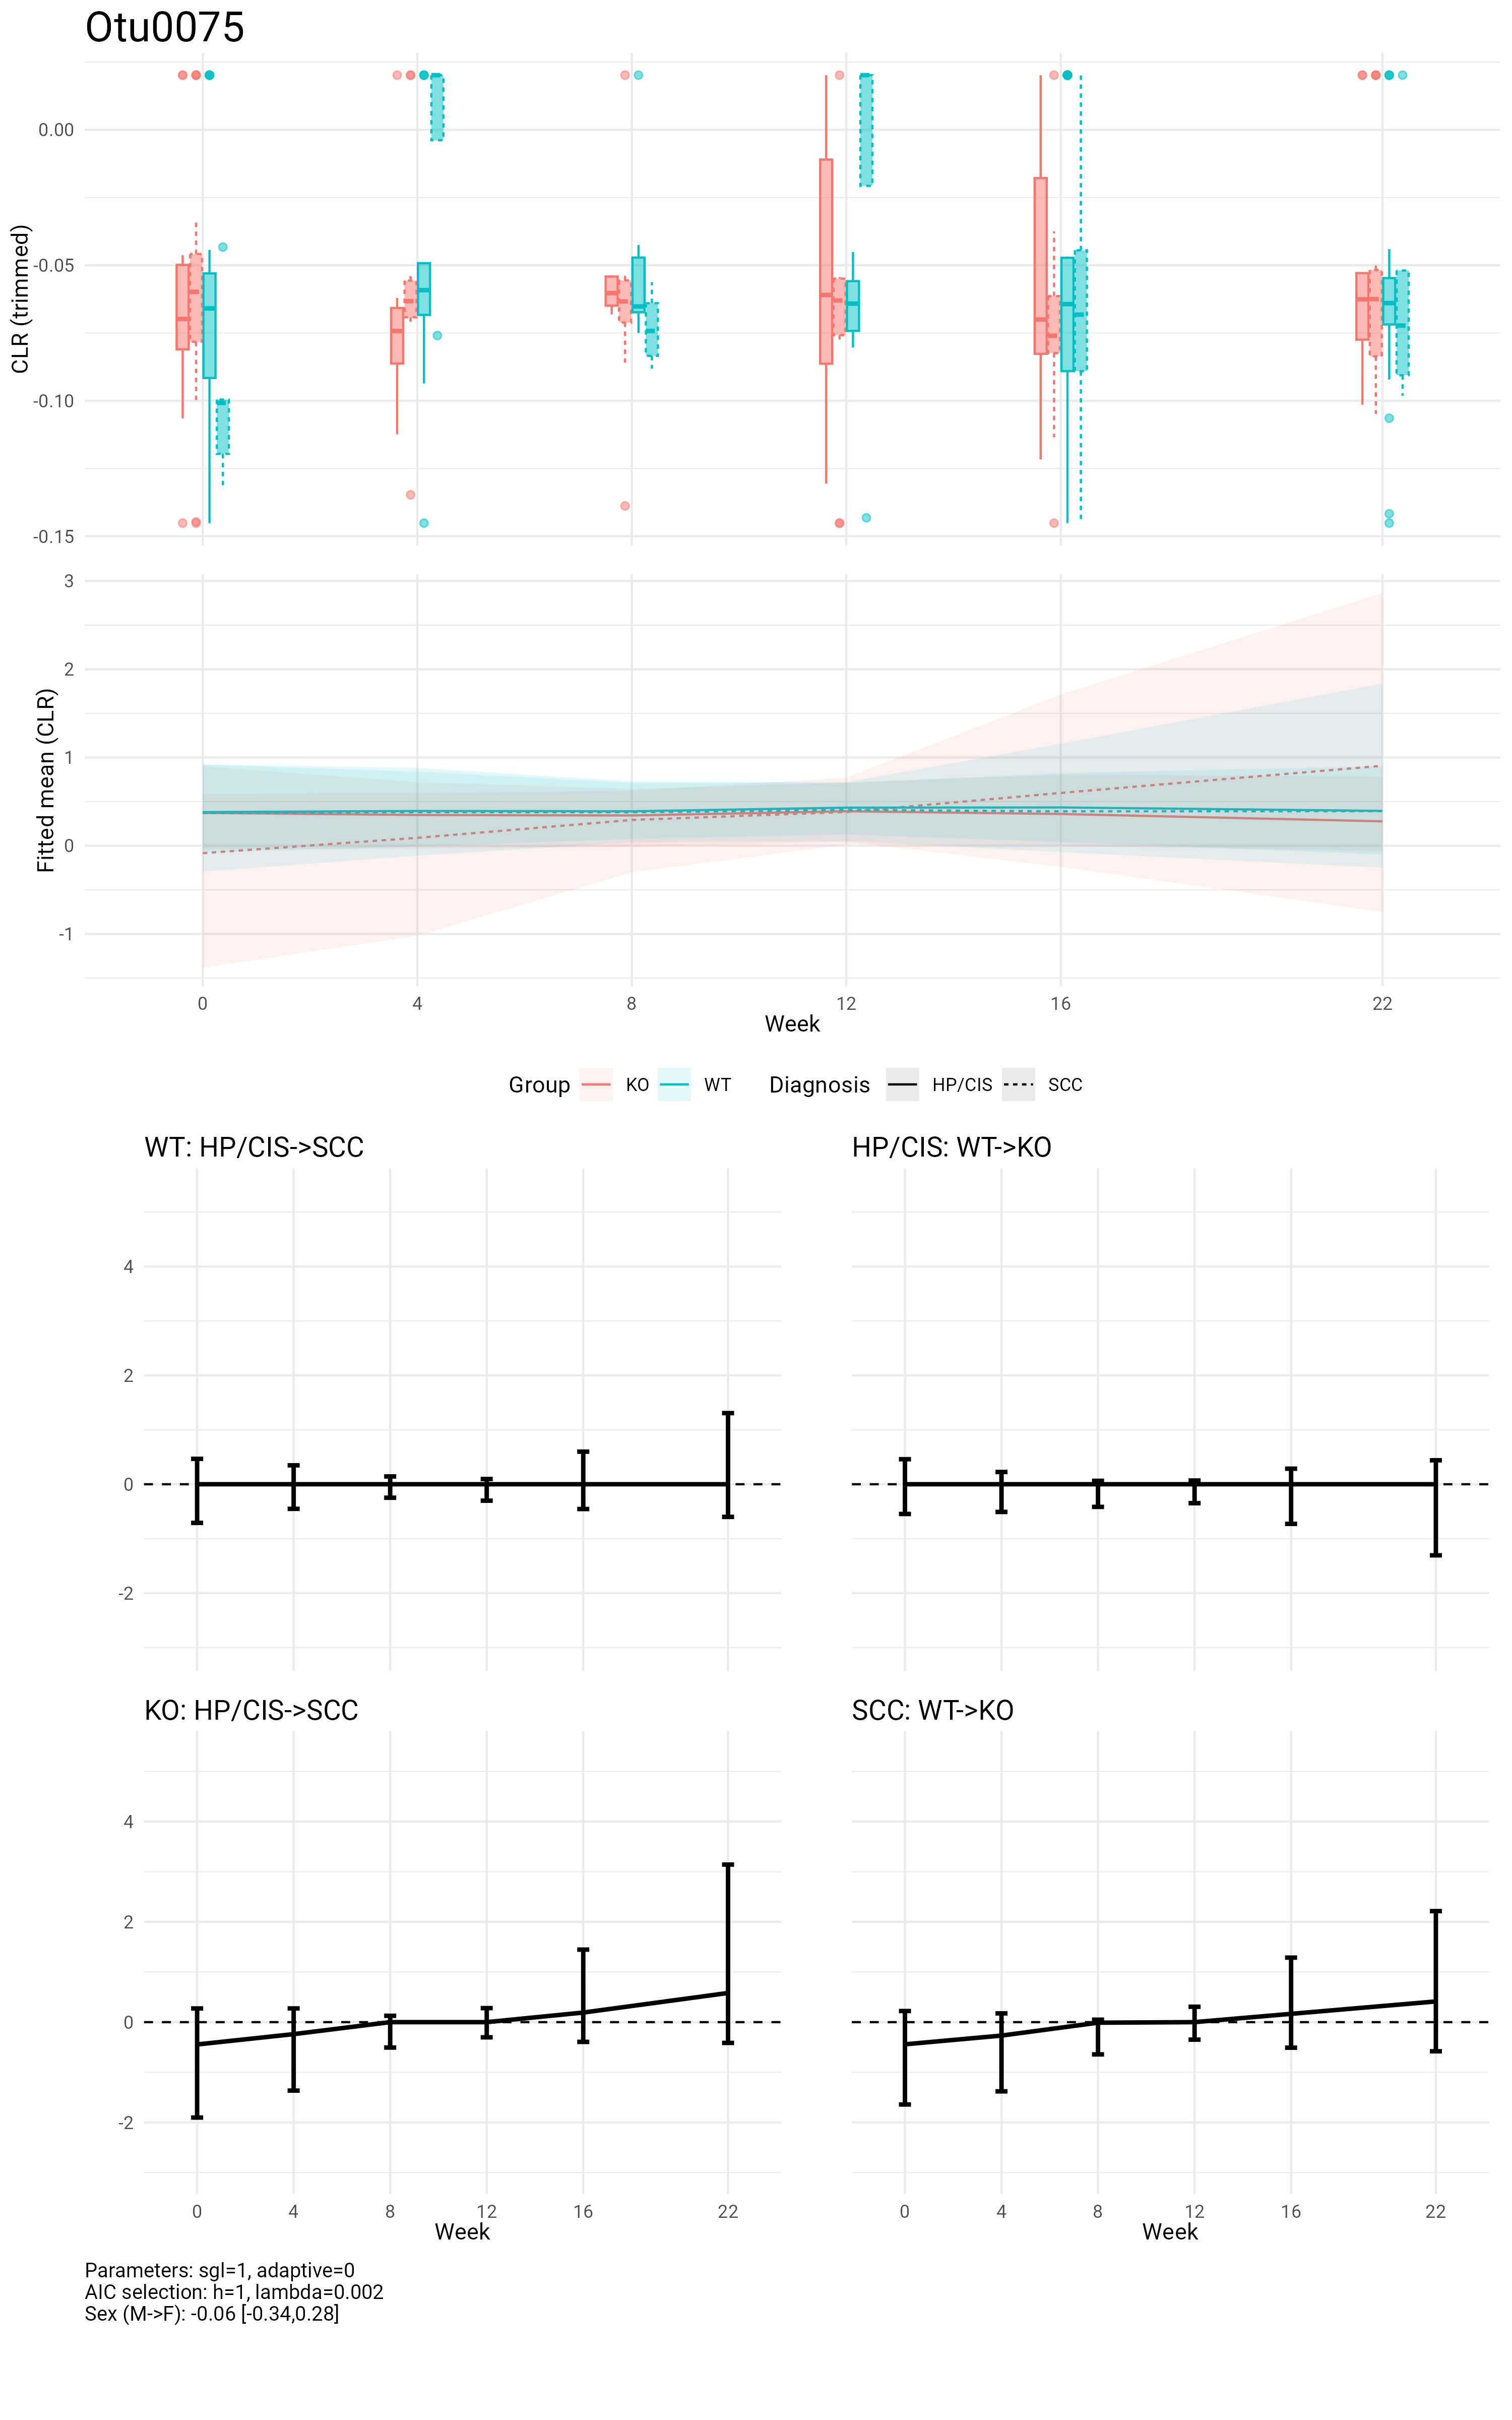 Otu0075
CLR (trimmed)
0.00
-0.05
-0.10
-0.15
Fitted mean (CLR)
3
2
1
0
-1
0 4 8 12 16 22
Week
Group KO WT Diagnosis HP/CIS SCC
WT: HP/CIS->SCC HP/CIS: WT->KO
4
2
0
-2
KO: HP/CIS->SCC SCC: WT->KO
4
2
0
-2
0 4 8 12 16 22 0 4 8 12 16 22
Week Week
Parameters: sgl=1, adaptive=0
AIC selection: h=1, lambda=0.002
Sex (M->F): -0.06 [-0.34,0.28]